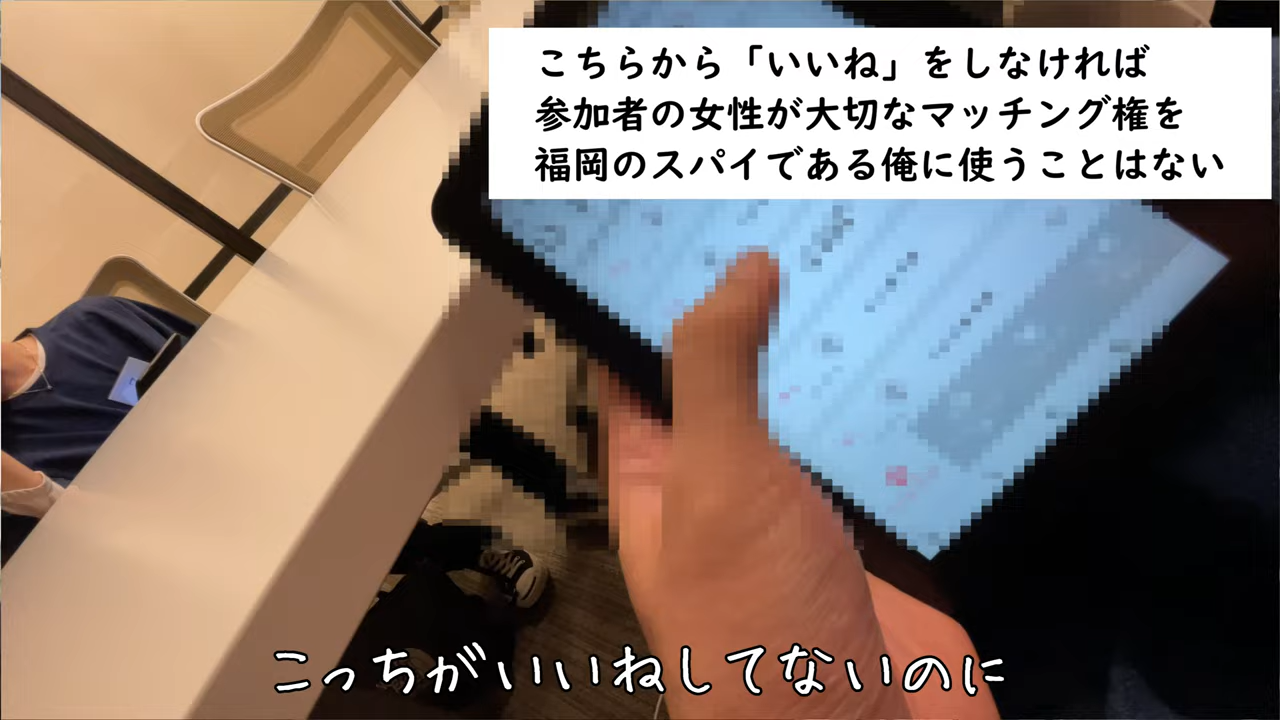 こちらから「いいね」をしなければ
参加者の女性が大切なマッチング権を
福岡のスパイである俺に使うことはない
こっちがいいねしてないのに